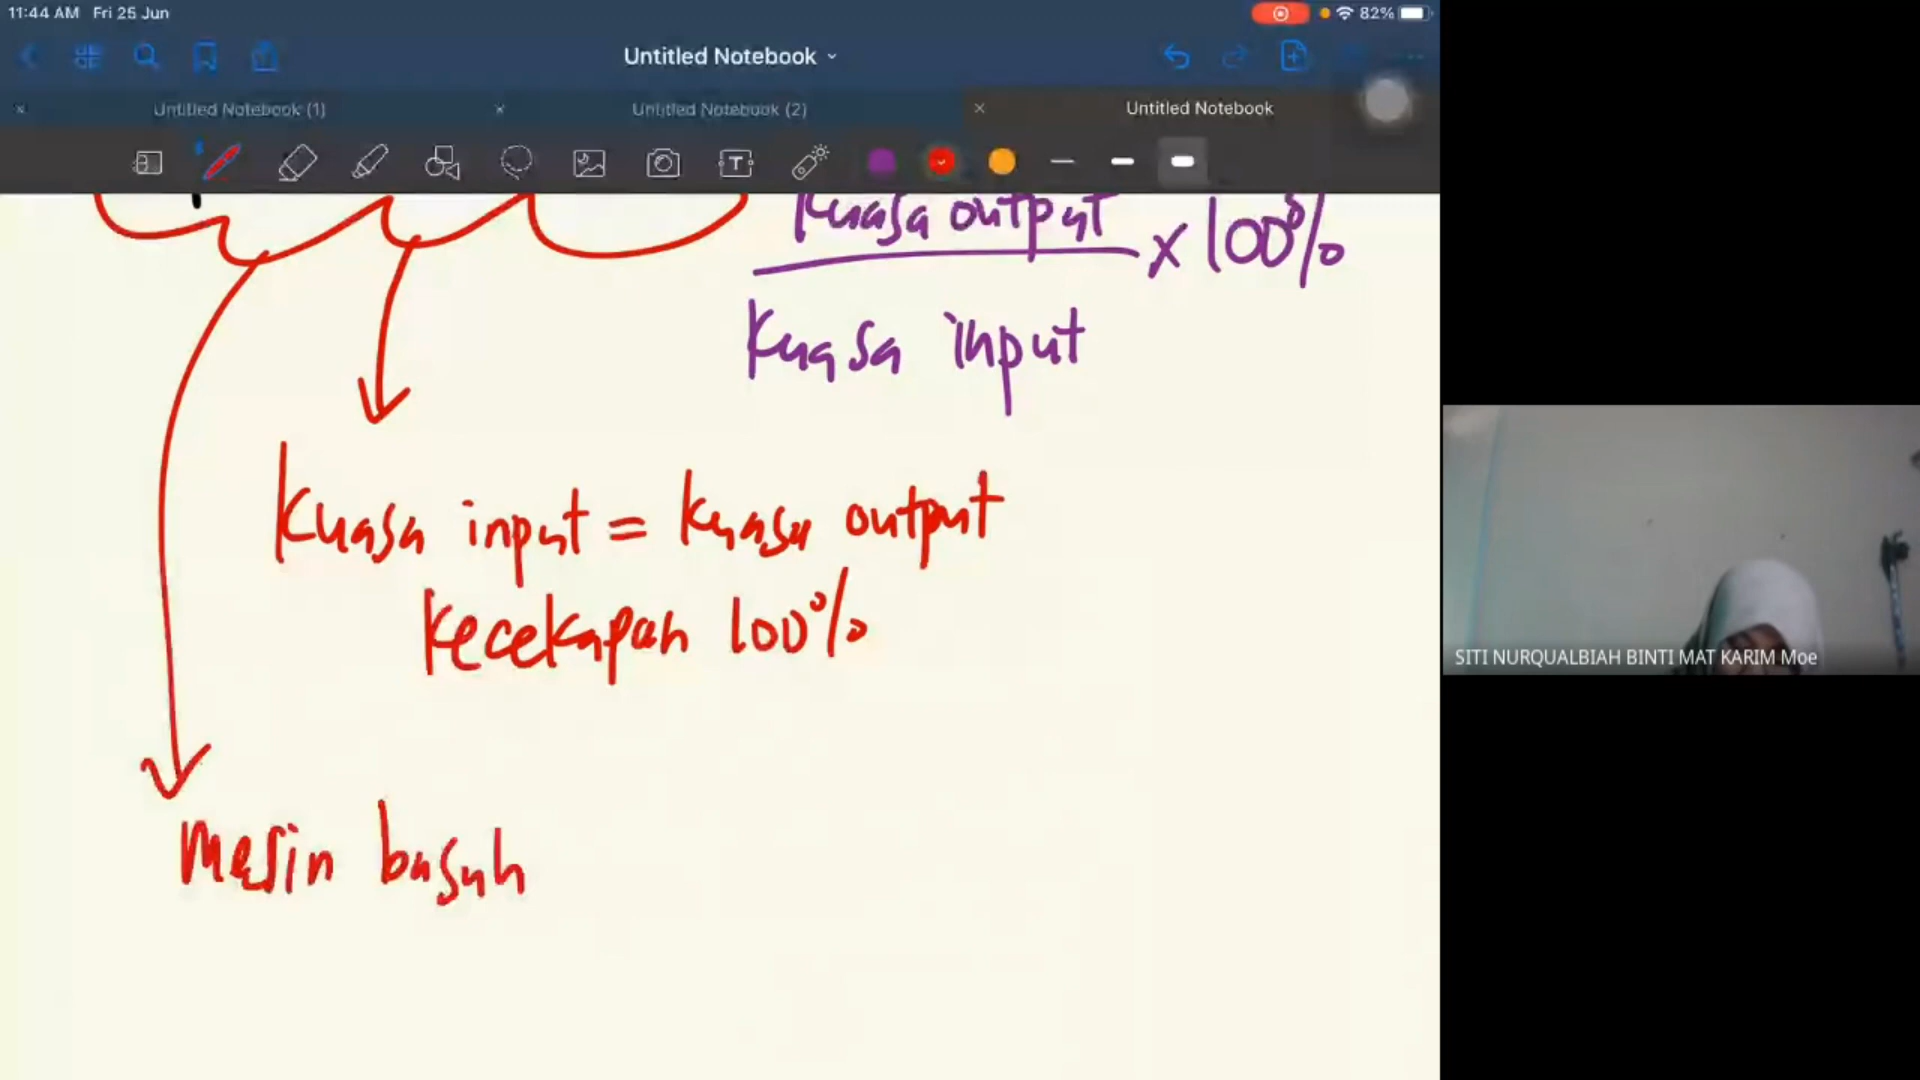 11:44 AM Fri 25 Jun
82%
Untitled Notebook
Untitled Notebook (1)
Untitled Notebook (2)
Untitled Notebook
T
Kuasa output
x 100%
Kuasa input
Kuasa input = Kuasa output
Kecekapan 100%
Mesin basuh
SITI NURQUALBIAH BINTI MAT KARIM Moe